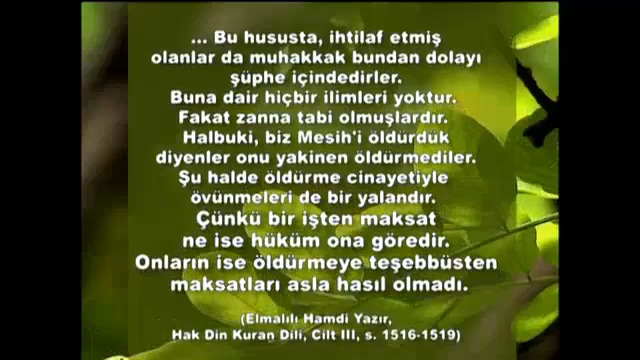 ... Bu hususta, ihtilaf etmiş
olanlar da muhakkak bundan dolayı
şüphe içindedirler.
Buna dair hiçbir ilimleri yoktur.
Fakat zanna tabi olmuşlardır.
Halbuki, biz Mesih'i öldürdük
diyenler onu yakinen öldürmediler.
Şu halde öldürme cinayetiyle
övünmeleri de bir yalandır.
Çünkü bir işten maksat
ne ise hüküm ona göredir.
Onların ise öldürmeye teşebbüsten
maksatları asla hasıl olmadı.
(Elmalılı Hamdi Yazır,
Hak Din Kuran Dili, Cilt III, s. 1516-1519)